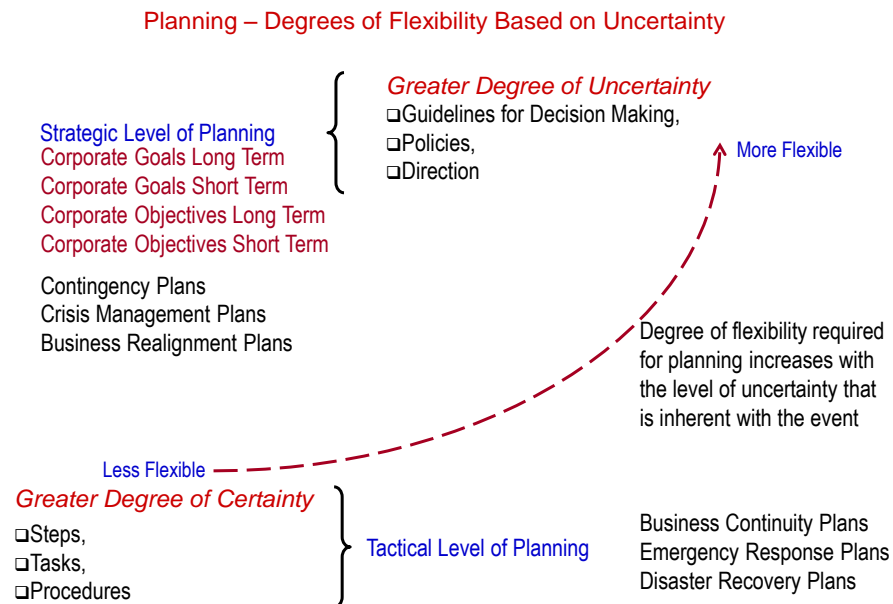 Planning – Degrees of Flexibility Based on Uncertainty
Greater Degree of Uncertainty
❑Guidelines for Decision Making,
❑Policies,
❑Direction
Strategic Level of Planning
Corporate Goals Long Term
Corporate Goals Short Term
Corporate Objectives Long Term
Corporate Objectives Short Term
More Flexible
Contingency Plans
Crisis Management Plans
Business Realignment Plans
Degree of flexibility required
for planning increases with
the level of uncertainty that
is inherent with the event
Less Flexible
Greater Degree of Certainty
❑Steps,
❑Tasks,
❑Procedures
Tactical Level of Planning
Business Continuity Plans
Emergency Response Plans
Disaster Recovery Plans